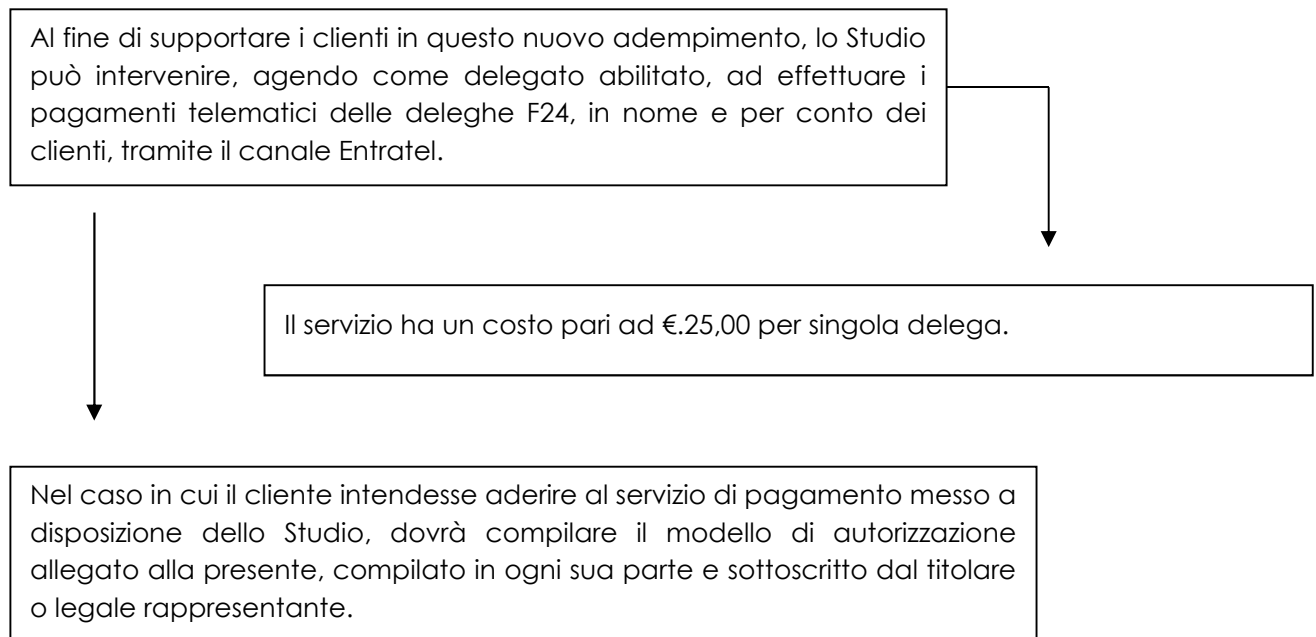 Al fine di supportare i clienti in questo nuovo adempimento, lo Studio
può intervenire, agendo come delegato abilitato, ad effettuare i
pagamenti telematici delle deleghe F24, in nome e per conto dei
clienti, tramite il canale Entratel.
Il servizio ha un costo pari ad €.25,00 per singola delega.
Nel caso in cui il cliente intendesse aderire al servizio di pagamento messo a
disposizione dello Studio, dovrà compilare il modello di autorizzazione
allegato alla presente, compilato in ogni sua parte e sottoscritto dal titolare
o legale rappresentante.